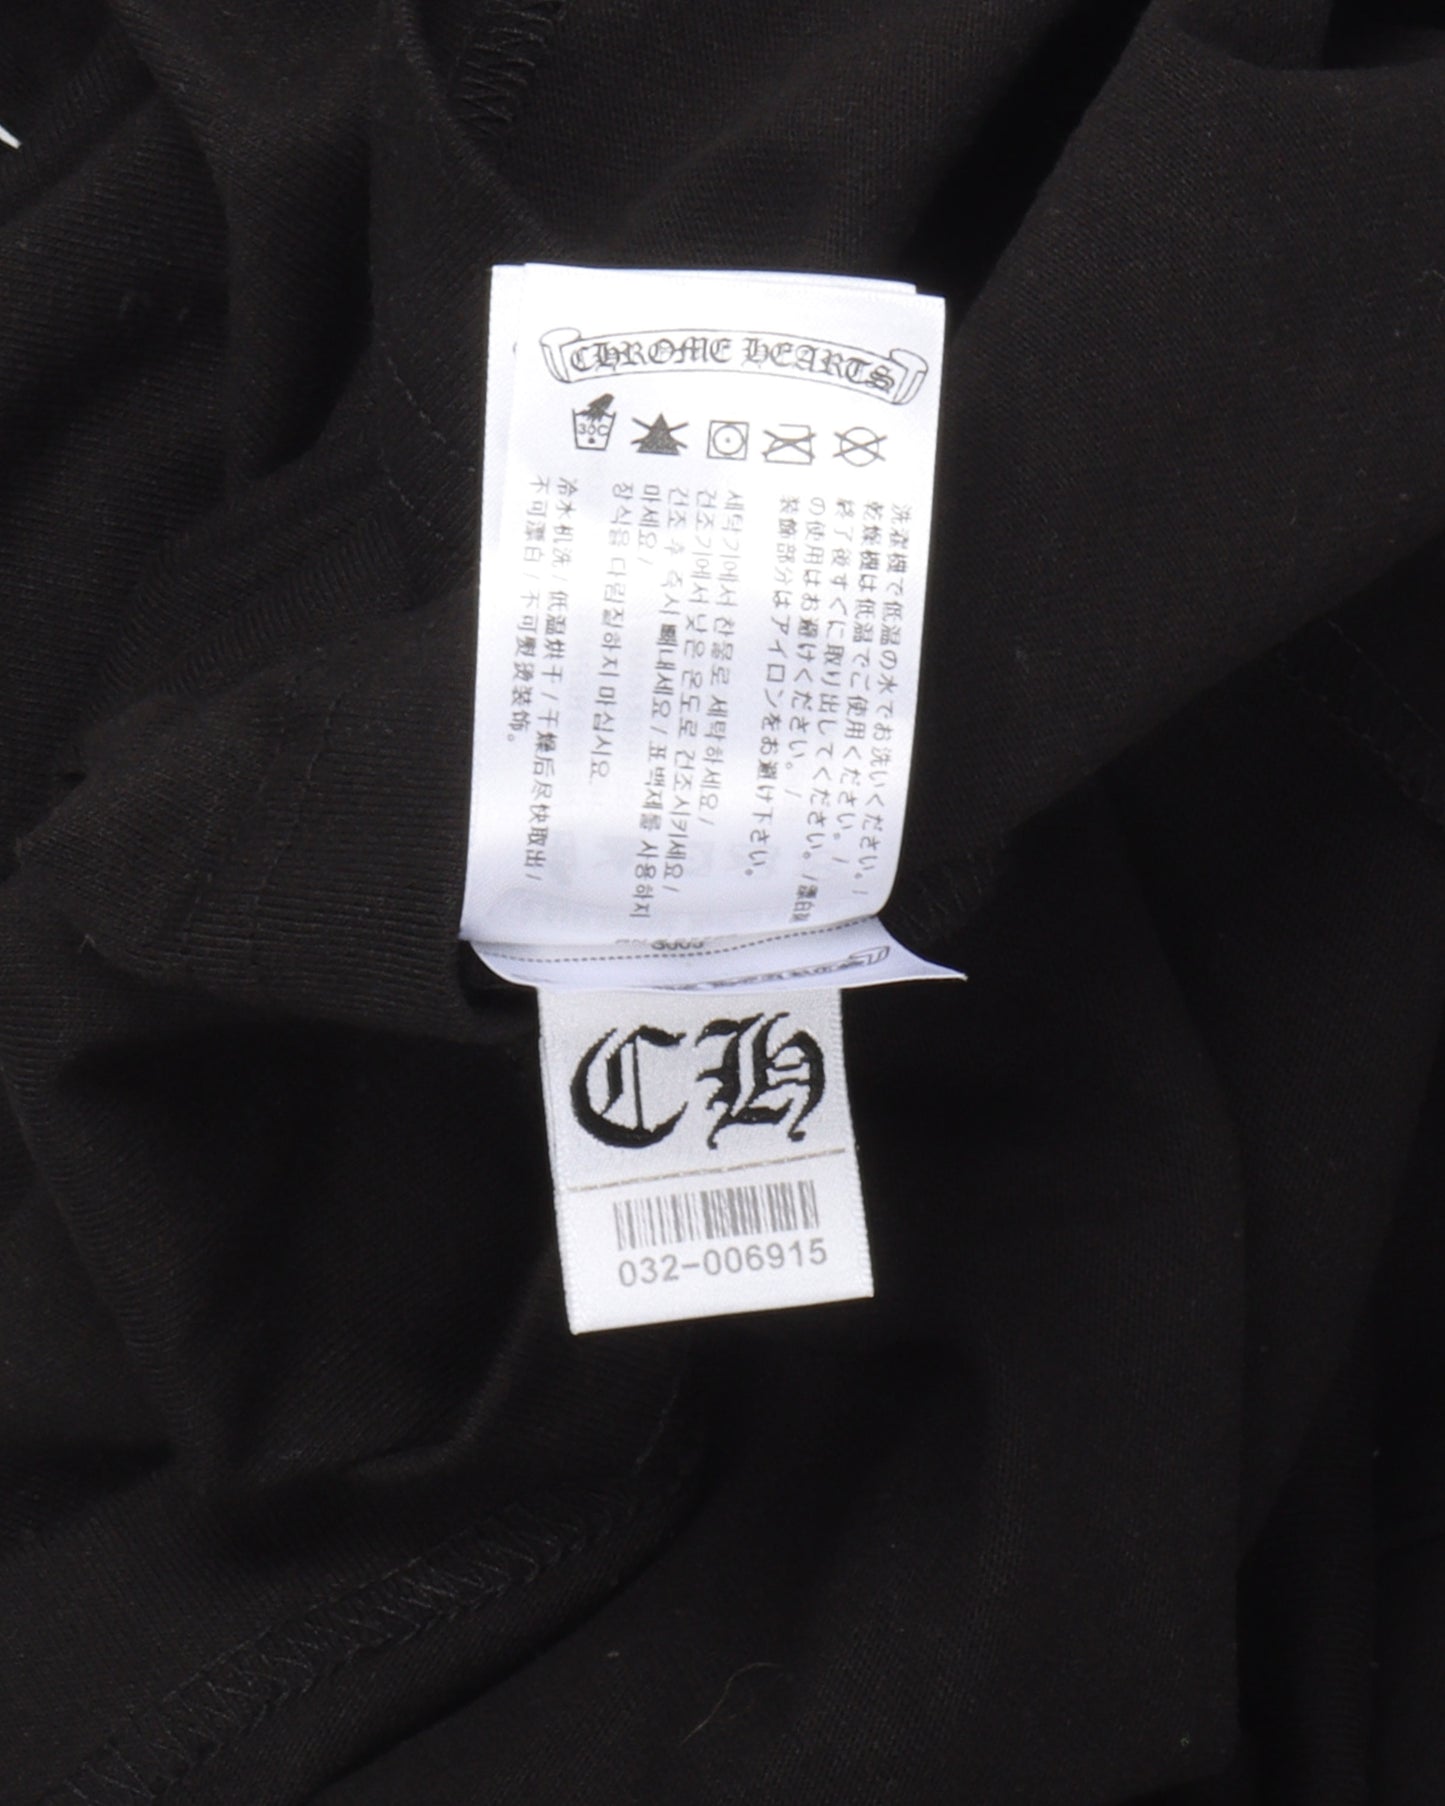 CHROME HEARTS
30C
洗濯機で低温の水でお洗いください。/
乾燥機は低温でご使用ください。/
終了後すぐに取り出してください。/漂白剤
の使用はお避けください。/
装飾部分はアイロンをお避け下さい。
세탁기에서 찬물로 세탁하세요/
건조기에서 낮은 온도로 건조시키세요/
건조 후 즉시 빼내세요/표백제를 사용하지
마세요/
장식을 다림질하지 마십시요
冷水机洗/低温烘干/干燥后尽快取出/
不可漂白/不可熨烫装饰。
CH
032-006915